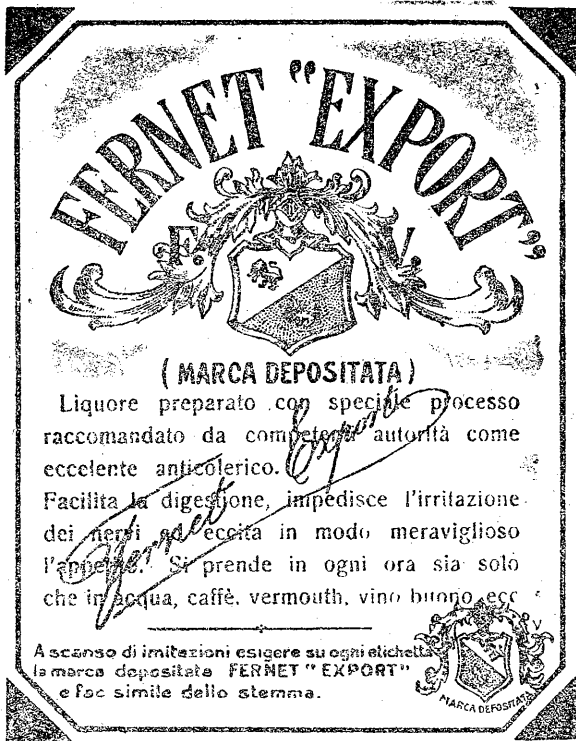 FERNET "EXPORT"
F. V.
( MARCA DEPOSITATA )
Liquore preparato con speciale processo
raccomandato da competenti autorità come
eccelente anticolerico.
Fernet Export
Facilita la digestione, impedisce l'irritazione
dei nervi ed eccita in modo meraviglioso
l'appetito. Si prende in ogni ora sia solo
che in acqua, caffè, vermouth, vino buono, ecc
A scanso di imitazioni esigere su ogni etichetta
la marca depositata FERNET "EXPORT"
e fac simile dello stemma.
V
MARCA DEPOSITATA